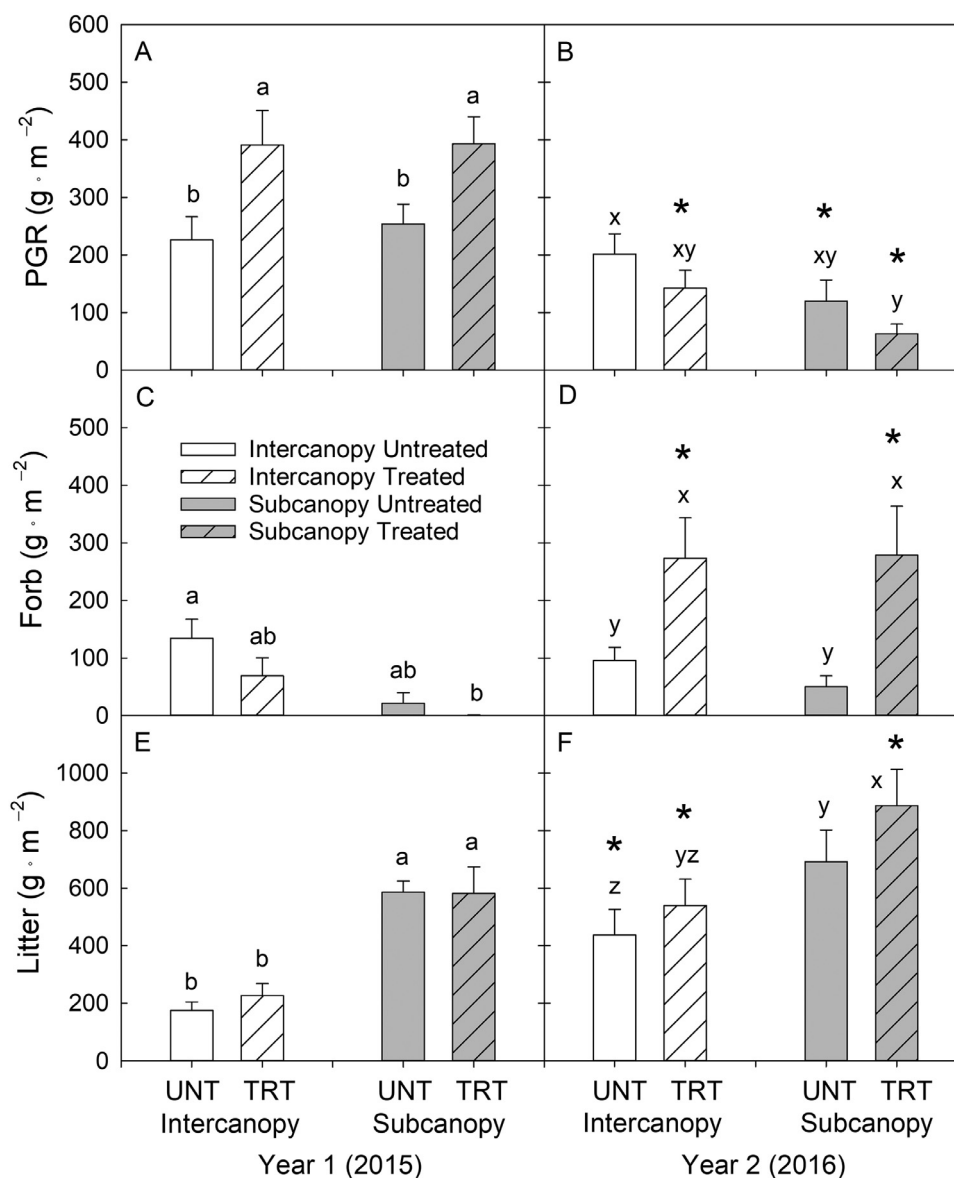 A
B
PGR (g · m −2)
600
500
400
300
200
100
0
b
a
b
a
x
*
xy
*
xy
*
y
C
D
Forb (g · m −2)
500
400
300
200
100
0
Intercanopy Untreated
Intercanopy Treated
Subcanopy Untreated
Subcanopy Treated
a
ab
ab
b
y
*
x
y
*
x
E
F
Litter (g · m −2)
1000
800
600
400
200
0
b
b
a
a
*
z
*
yz
y
*
x
UNT TRT UNT TRT UNT TRT UNT TRT
Intercanopy Subcanopy Intercanopy Subcanopy
Year 1 (2015) Year 2 (2016)